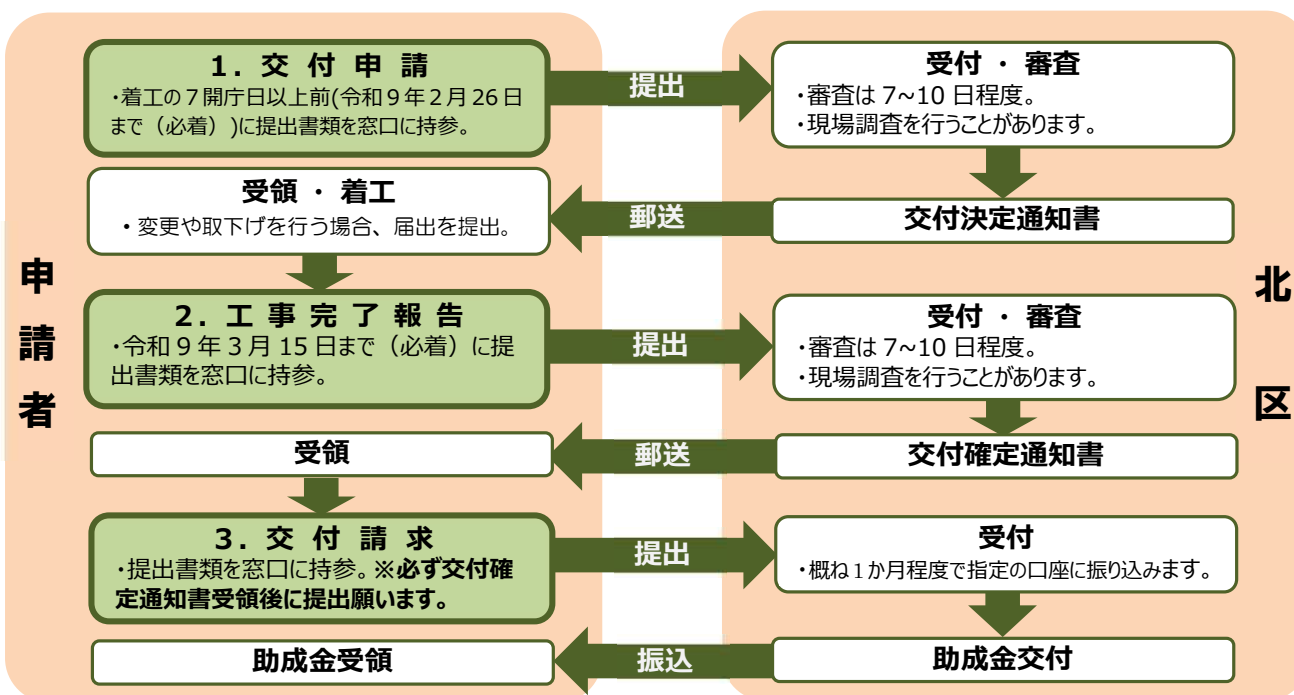 申請者
北区
1. 交付申請
・着工の7開庁日以上前(令和9年2月26日
まで（必着）)に提出書類を窓口に持参。
提出
受付 ・ 審査
・審査は 7~10 日程度。
・現場調査を行うことがあります。
受領 ・ 着工
・変更や取下げを行う場合、届出を提出。
郵送
交付決定通知書
2. 工事完了報告
・令和 9 年 3 月 15 日まで（必着）に提
出書類を窓口に持参。
提出
受付 ・ 審査
・審査は 7~10 日程度。
・現場調査を行うことがあります。
受領
郵送
交付確定通知書
3. 交付請求
・提出書類を窓口に持参。※必ず交付確
定通知書受領後に提出願います。
提出
受付
・概ね1か月程度で指定の口座に振り込みます。
助成金受領
振込
助成金交付